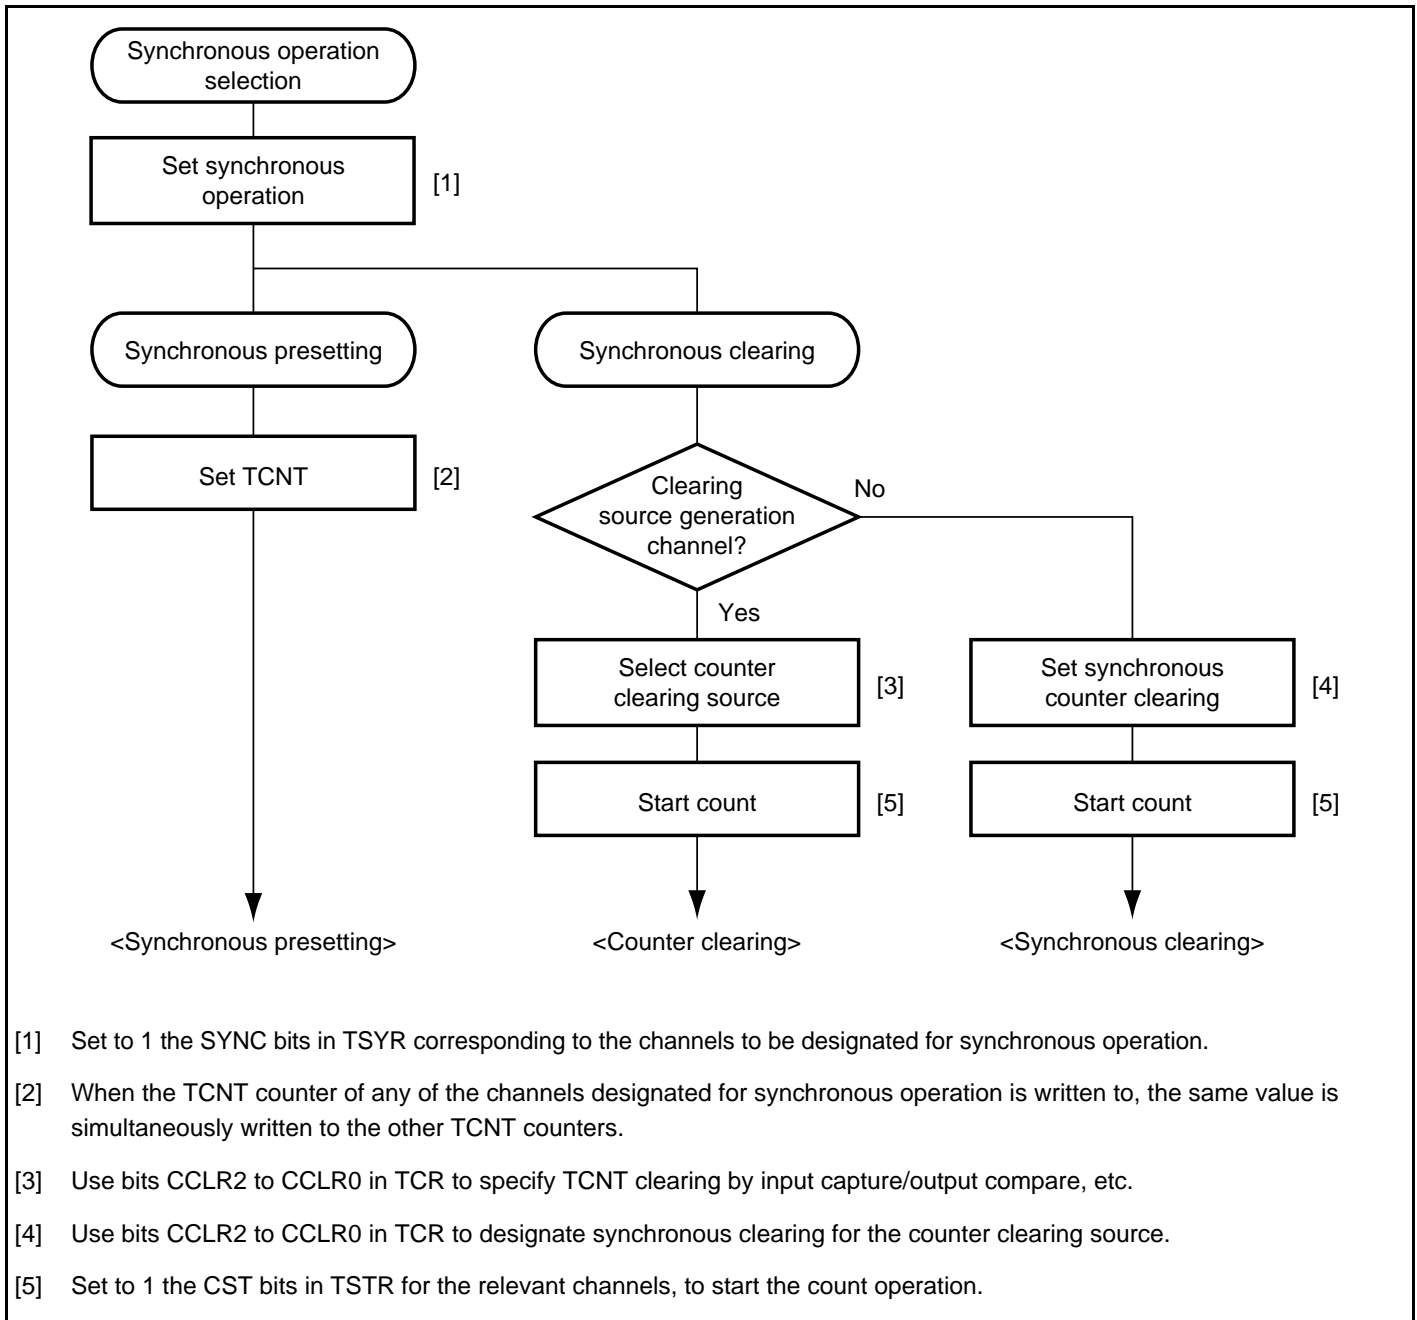 Synchronous operation
selection
Set synchronous
operation
[1]
Synchronous presetting
Synchronous clearing
Set TCNT
[2]
Clearing
source generation
channel?
No
Yes
Select counter
clearing source
[3]
Set synchronous
counter clearing
[4]
Start count
[5]
Start count
[5]
<Synchronous presetting>
<Counter clearing>
<Synchronous clearing>
[1] Set to 1 the SYNC bits in TSYR corresponding to the channels to be designated for synchronous operation.
[2] When the TCNT counter of any of the channels designated for synchronous operation is written to, the same value is
simultaneously written to the other TCNT counters.
[3] Use bits CCLR2 to CCLR0 in TCR to specify TCNT clearing by input capture/output compare, etc.
[4] Use bits CCLR2 to CCLR0 in TCR to designate synchronous clearing for the counter clearing source.
[5] Set to 1 the CST bits in TSTR for the relevant channels, to start the count operation.